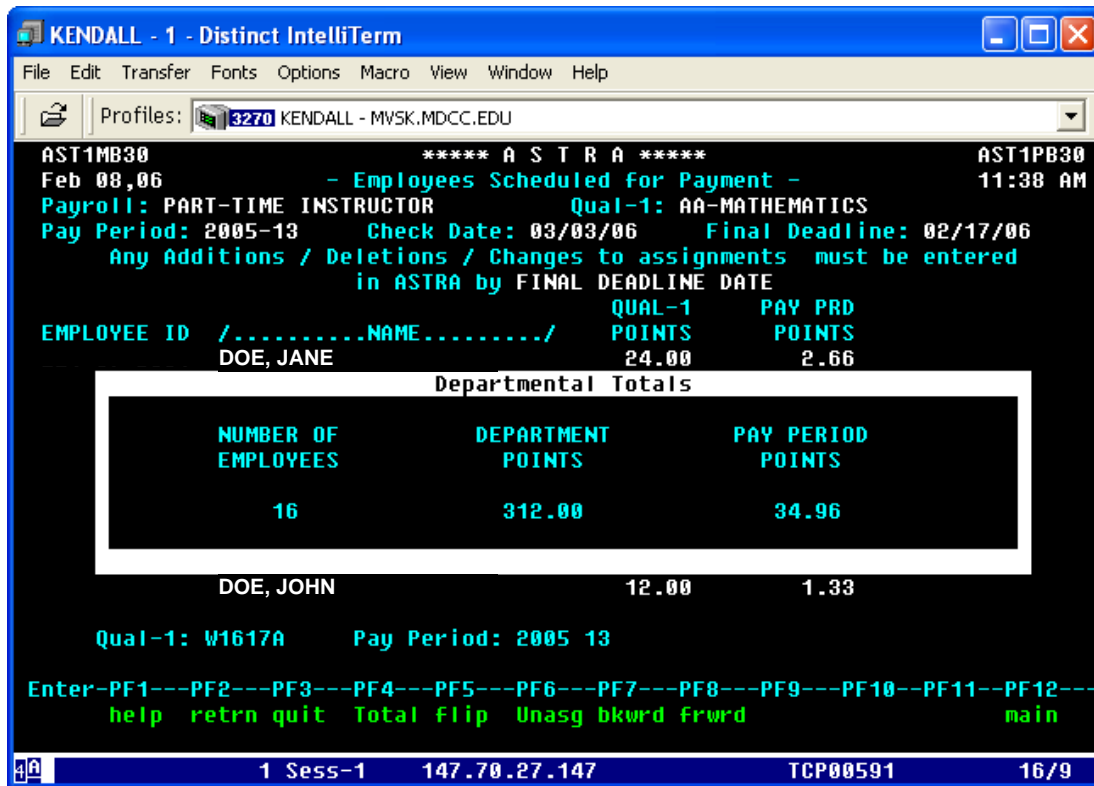 KENDALL - 1 - Distinct IntelliTerm
File Edit Transfer Fonts Options Macro View Window Help
Profiles: 3270 KENDALL - MVSK.MDCC.EDU
AST1MB30 ***** A S T R A ***** AST1PB30
Feb 08,06 - Employees Scheduled for Payment - 11:38 AM
Payroll: PART-TIME INSTRUCTOR Qual-1: AA-MATHEMATICS
Pay Period: 2005-13 Check Date: 03/03/06 Final Deadline: 02/17/06
Any Additions / Deletions / Changes to assignments must be entered
in ASTRA by FINAL DEADLINE DATE
QUAL-1 PAY PRD
EMPLOYEE ID /..........NAME........./ POINTS POINTS
DOE, JANE 24.00 2.66
Departmental Totals
NUMBER OF DEPARTMENT PAY PERIOD
EMPLOYEES POINTS POINTS
16 312.00 34.96
DOE, JOHN 12.00 1.33
Qual-1: W1617A Pay Period: 2005 13
Enter-PF1---PF2---PF3---PF4---PF5---PF6---PF7---PF8---PF9---PF10--PF11--PF12---
help retrn quit Total flip Unasg bkwrd frwrd main
4A 1 Sess-1 147.70.27.147 TCP00591 16/9